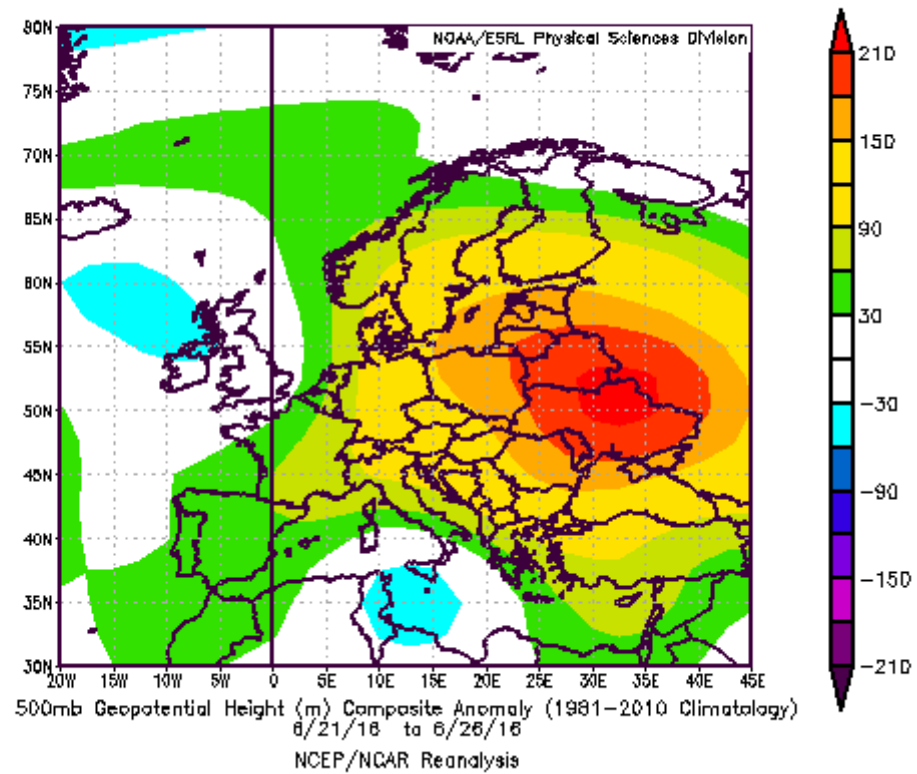 80N
NOAA/ESRL Physical Sciences Division
75N
70N
65N
60N
55N
50N
45N
40N
35N
30N
20W 15W 10W 5W 0 5E 10E 15E 20E 25E 30E 35E 40E 45E
210
150
90
30
-30
-90
-150
-210
500mb Geopotential Height (m) Composite Anomaly (1981-2010 Climatology)
6/21/16 to 6/26/16
NCEP/NCAR Reanalysis